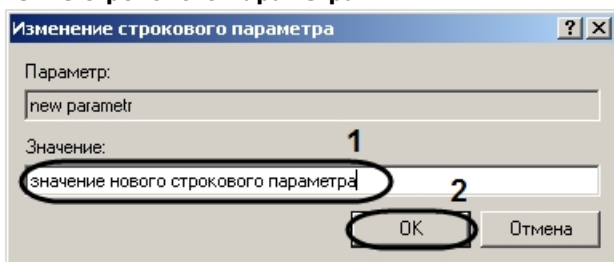 Изменение строкового параметра
? ×
Параметр:
new parametr
Значение:
1
значение нового строкового параметра
2
OK
Отмена